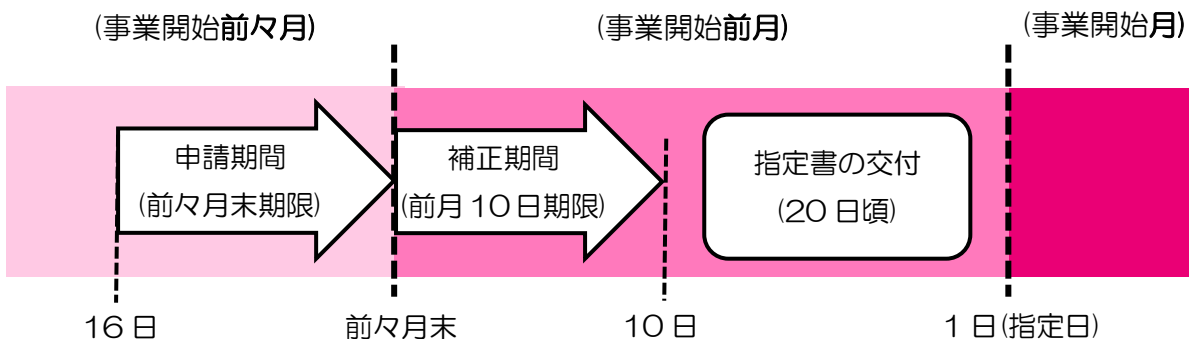 (事業開始前々月)
(事業開始前月)
(事業開始月)
申請期間
(前々月末期限)
補正期間
(前月10日期限)
指定書の交付
(20日頃)
16日
前々月末
10日
1日(指定日)